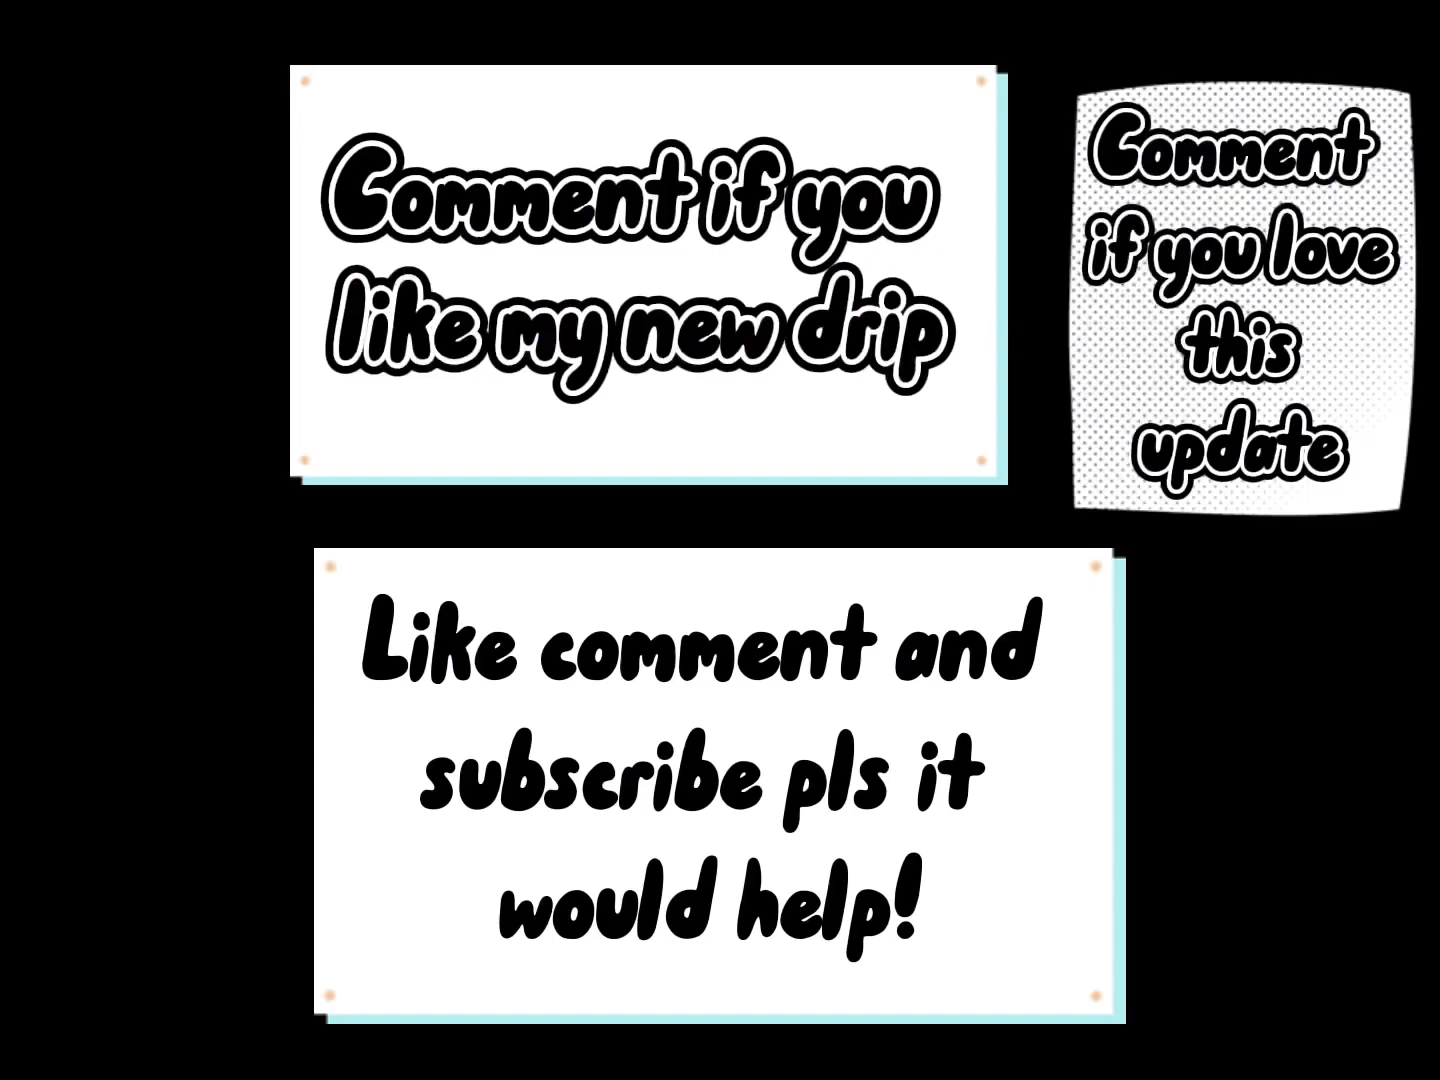 Comment if you
like my new drip
Comment
if you love
this
update
Like comment and
subscribe pls it
would help!